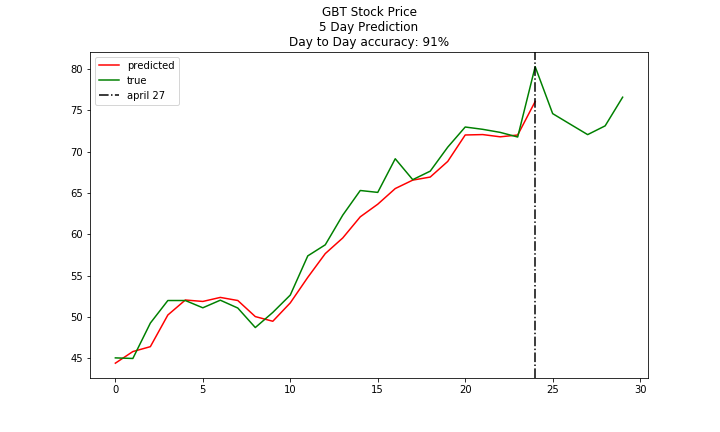 GBT Stock Price
5 Day Prediction
Day to Day accuracy: 91%
predicted
true
april 27
80
75
70
65
60
55
50
45
0 5 10 15 20 25 30